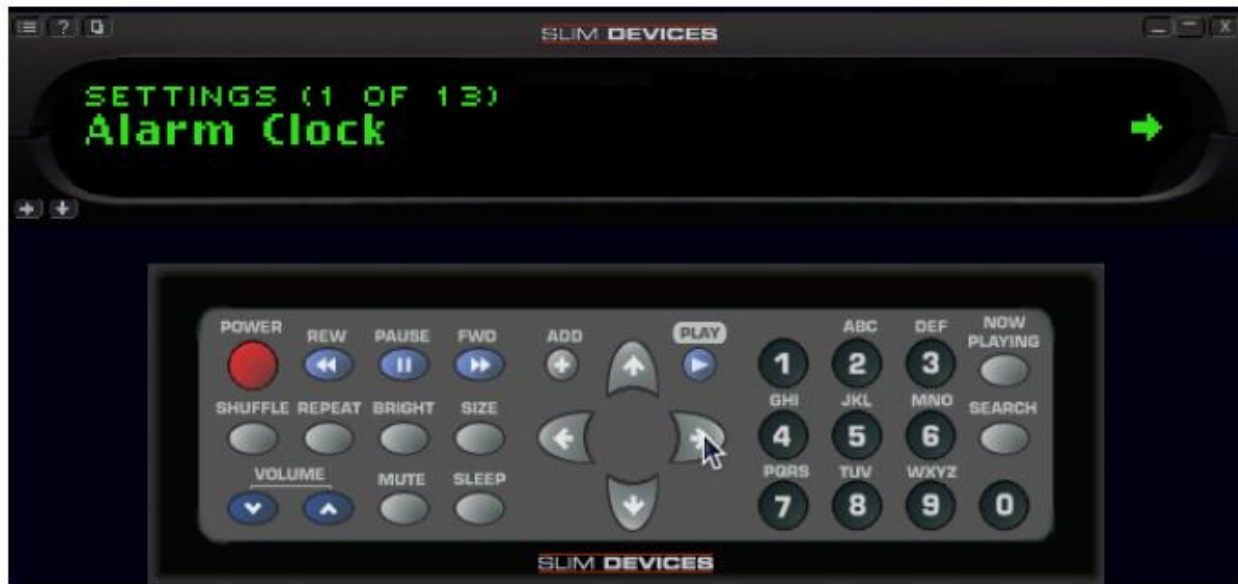 SLIM DEVICES
SETTINGS (1 OF 13)
Alarm Clock
POWER REW PAUSE FWD ADD PLAY ABC DEF NOW PLAYING
1 2 3
SHUFFLE REPEAT BRIGHT SIZE GHI JKL MNO SEARCH
4 5 6
VOLUME MUTE SLEEP PQRS TUV WXYZ
7 8 9 0
SLIM DEVICES